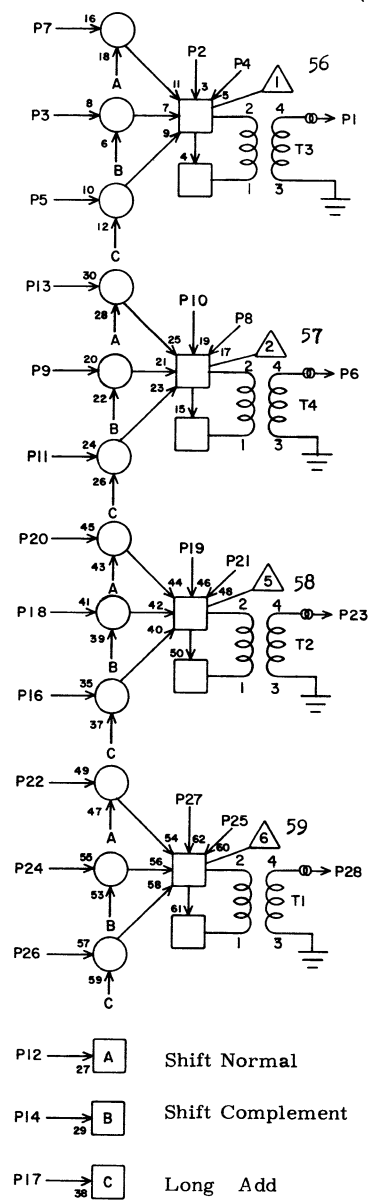 P7 16
18
A
P2
P4
11 3 5
1
56
P3 8
6
7
B
9
2 4 P1
T3
4
1 3
P5 10
12
C
P13 30
28
A
P10
P8
25 19 17
2
57
P9 20
22
21
B
23
2 4 P6
T4
15
1 3
P11 24
26
C
P20 45
43
A
P19
P21
44 46 48
5
58
P18 41
39
42
B
40
2 4 P23
T2
50
1 3
P16 35
37
C
P22 49
47
A
P27
P25
54 62 60
6
59
P24 55
53
56
B
58
2 4 P28
T1
61
1 3
P26 57
59
C
P12 27 A Shift Normal
P14 29 B Shift Complement
P17 38 C Long Add